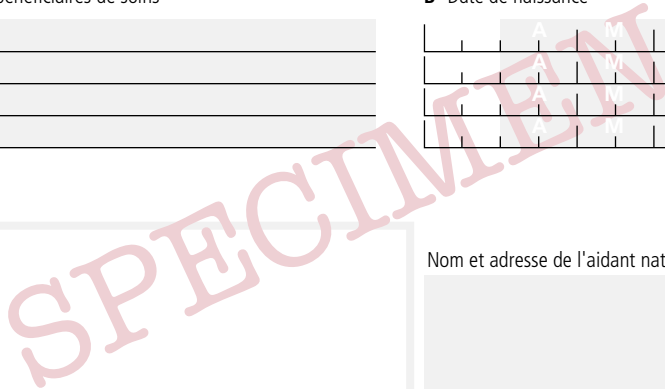 bénéficiaires de soins
B Date de naissance
A M
A M
A M
A M
SPECIMEN
Nom et adresse de l'aidant nat